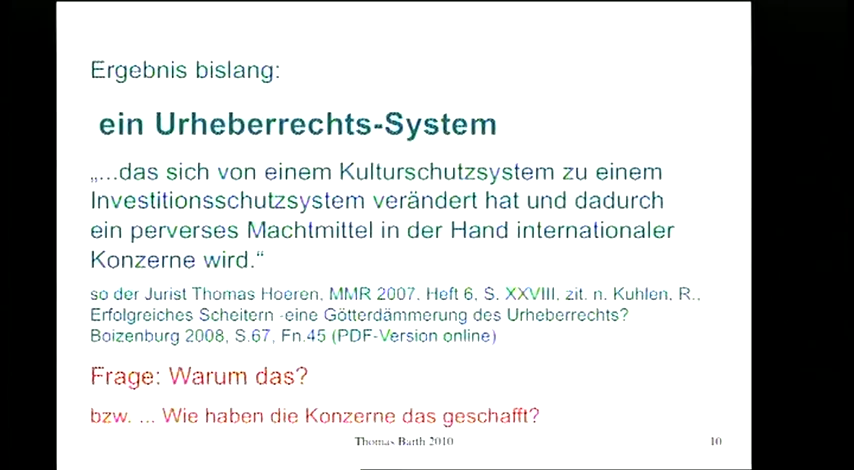 Ergebnis bislang:
ein Urheberrechts-System
„...das sich von einem Kulturschutzsystem zu einem
Investitionsschutzsystem verändert hat und dadurch
ein perverses Machtmittel in der Hand internationaler
Konzerne wird.“
so der Jurist Thomas Hoeren, MMR 2007, Heft 6, S. XXVIII, zit. n. Kuhlen, R.,
Erfolgreiches Scheitern -eine Götterdämmerung des Urheberrechts?
Boizenburg 2008, S.67, Fn.45 (PDF-Version online)
Frage: Warum das?
bzw. ... Wie haben die Konzerne das geschafft?
Thomas Barth 2010
10